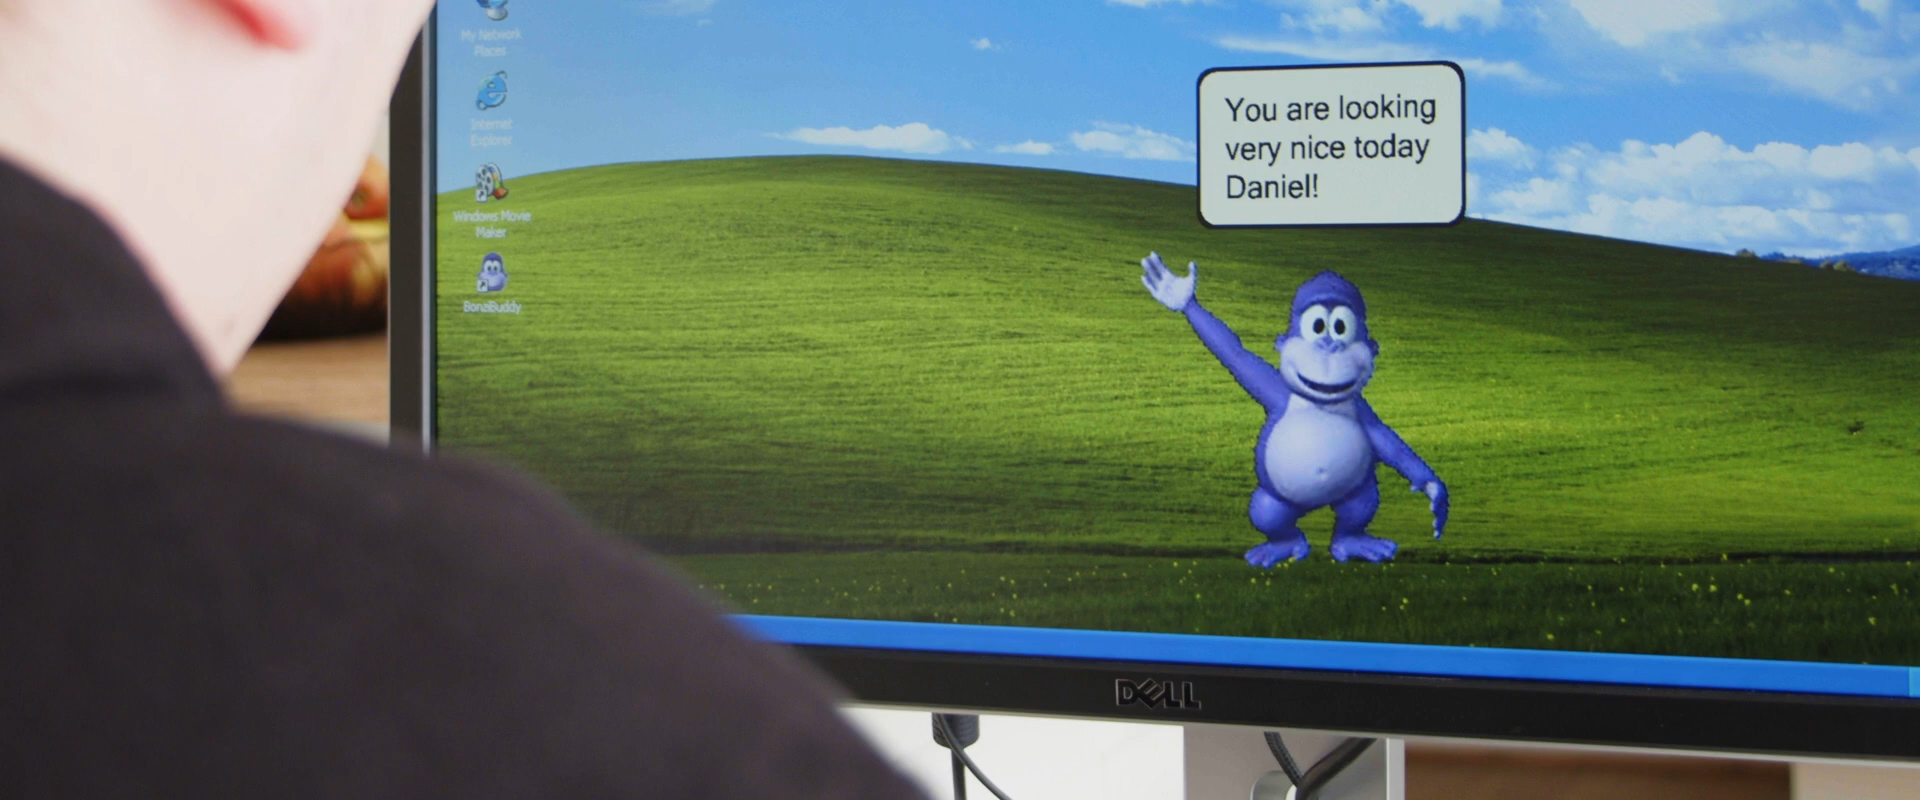 My Network
Places
Internet
Explorer
Windows Movie
Maker
BonziBuddy
You are looking
very nice today
Daniel!
DELL